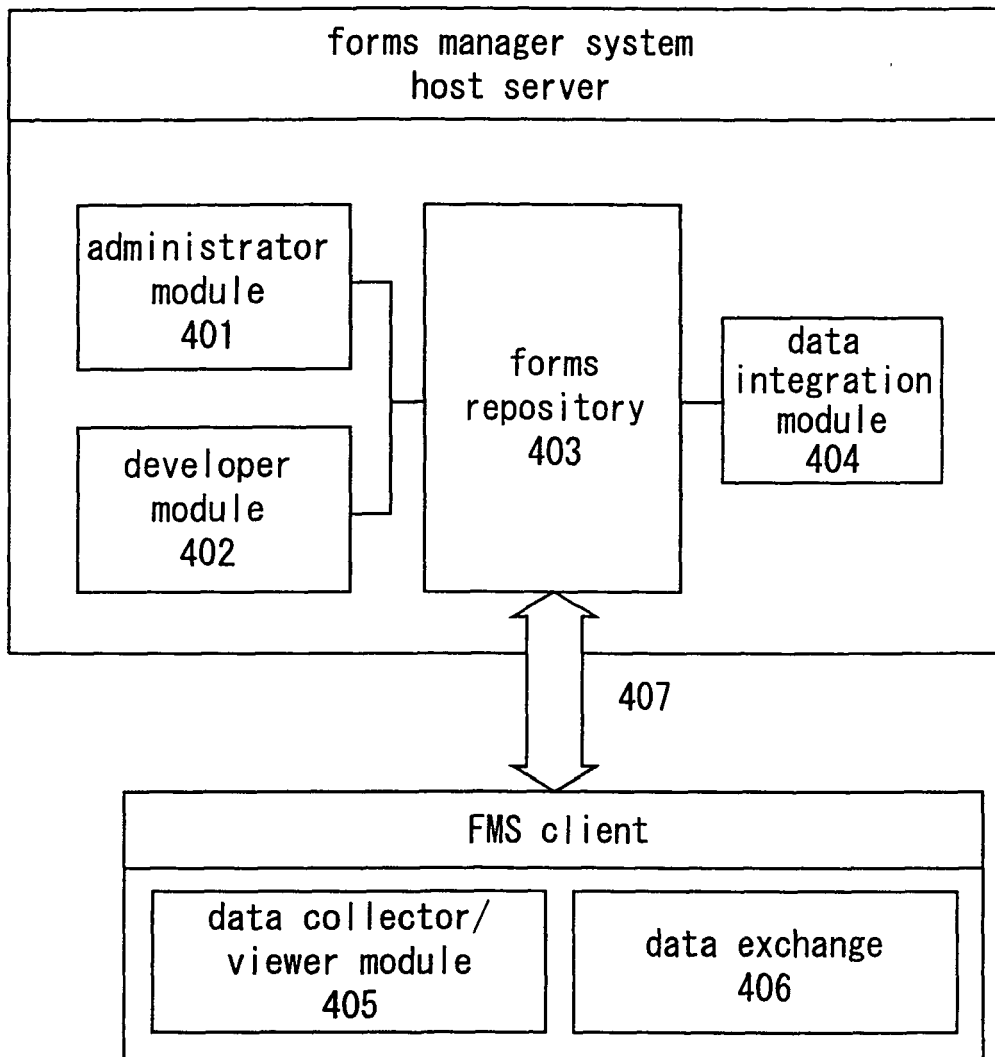 forms manager system
host server
administrator
module
401
developer
module
402
forms
repository
403
data
integration
module
404
407
FMS client
data collector/
viewer module
405
data exchange
406